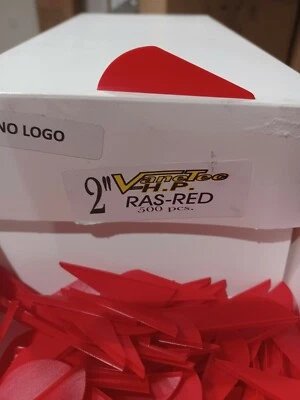 NO LOGO
2" VaneTec
H.P.
RAS-RED
500 pcs.